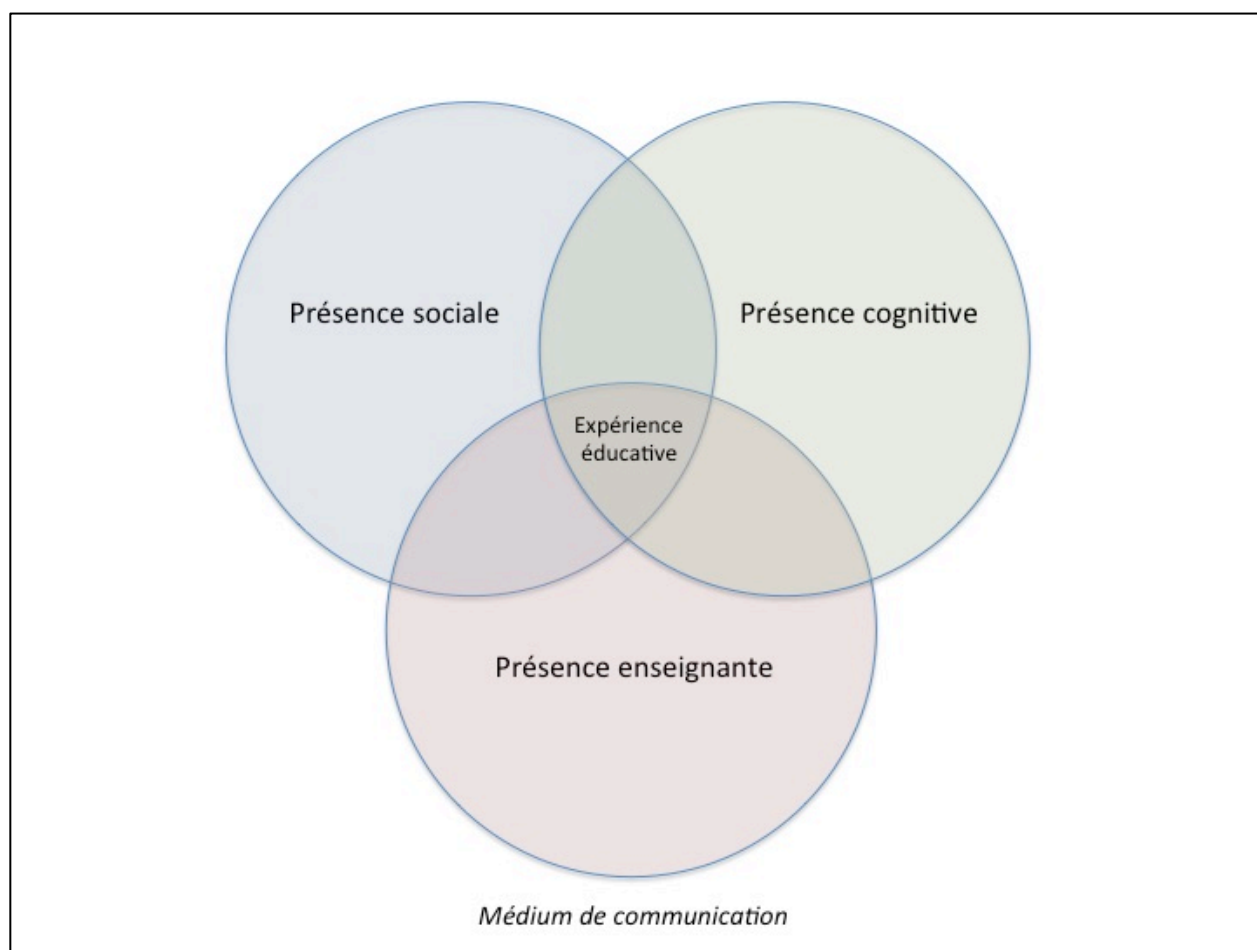 Présence sociale
Présence cognitive
Expérience
éducative
Présence enseignante
Médium de communication